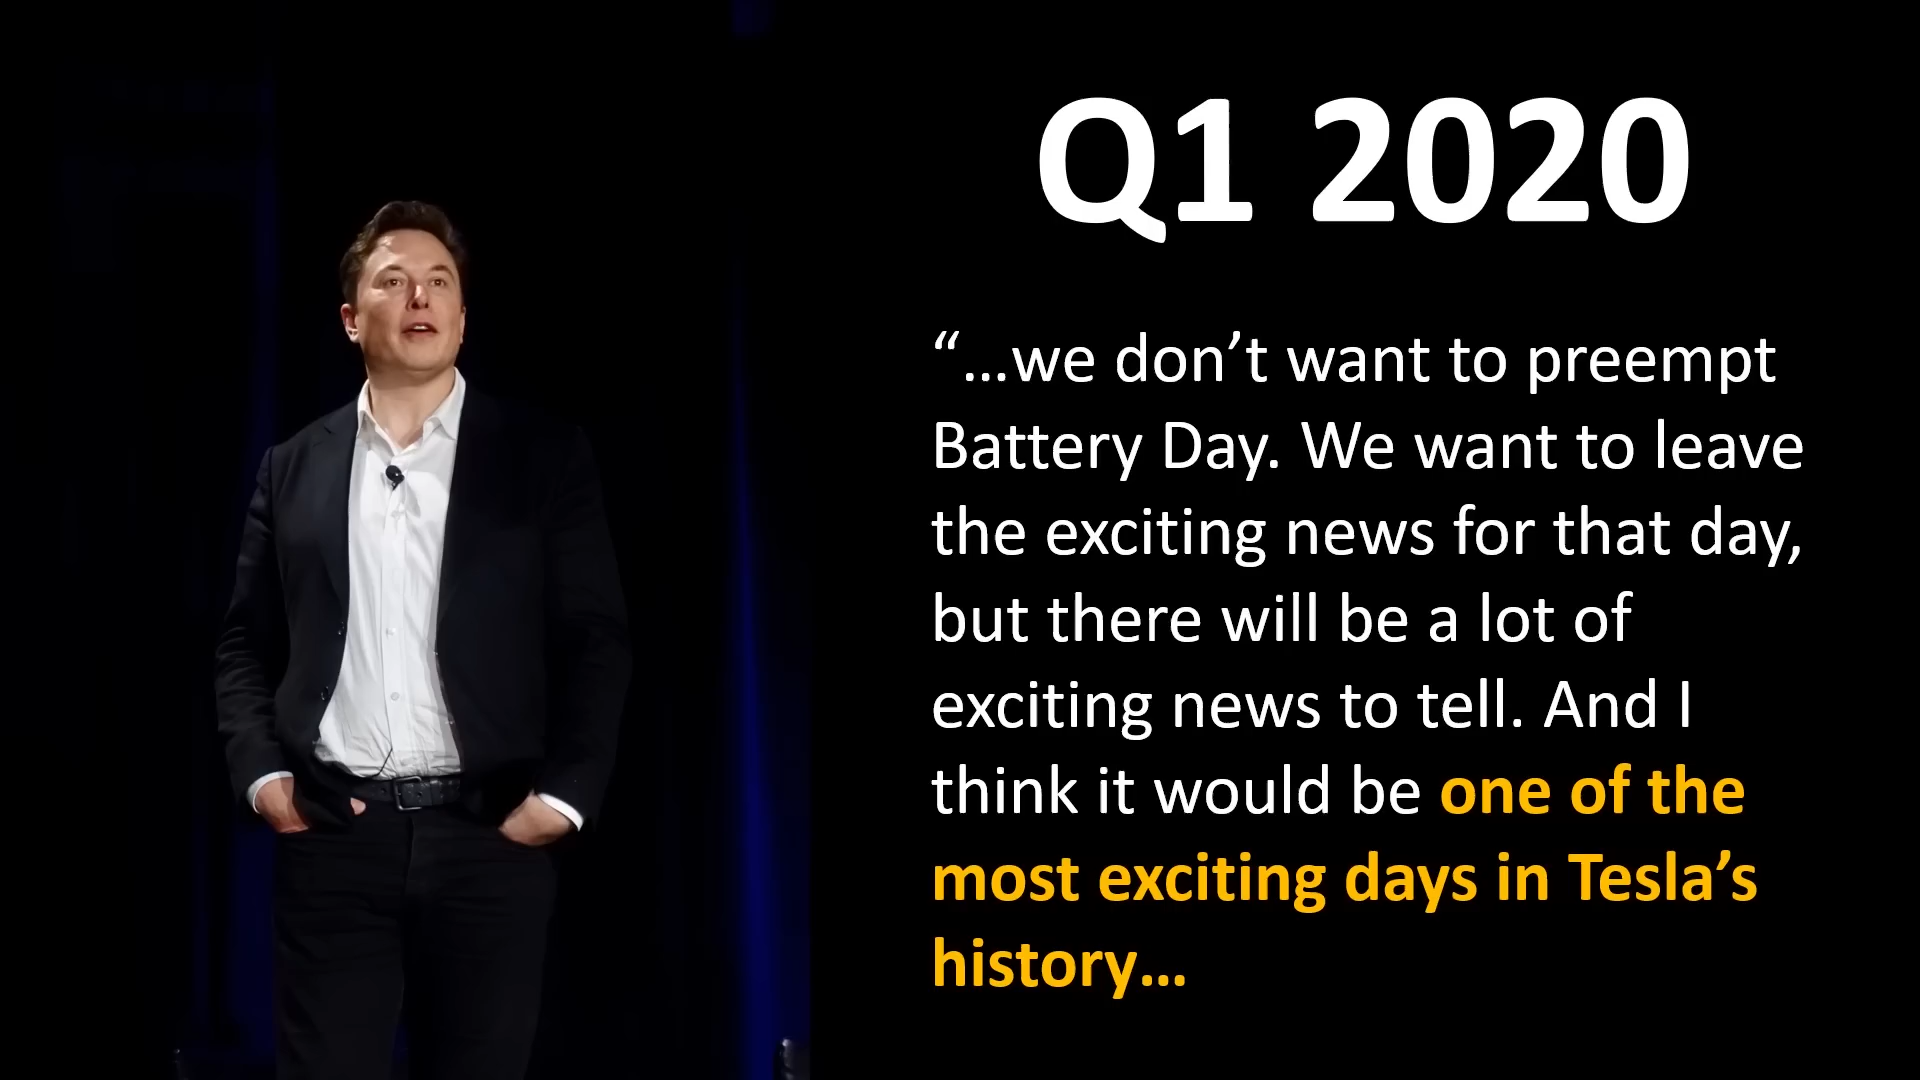 Q1 2020
“…we don’t want to preempt
Battery Day. We want to leave
the exciting news for that day,
but there will be a lot of
exciting news to tell. And I
think it would be one of the
most exciting days in Tesla’s
history…